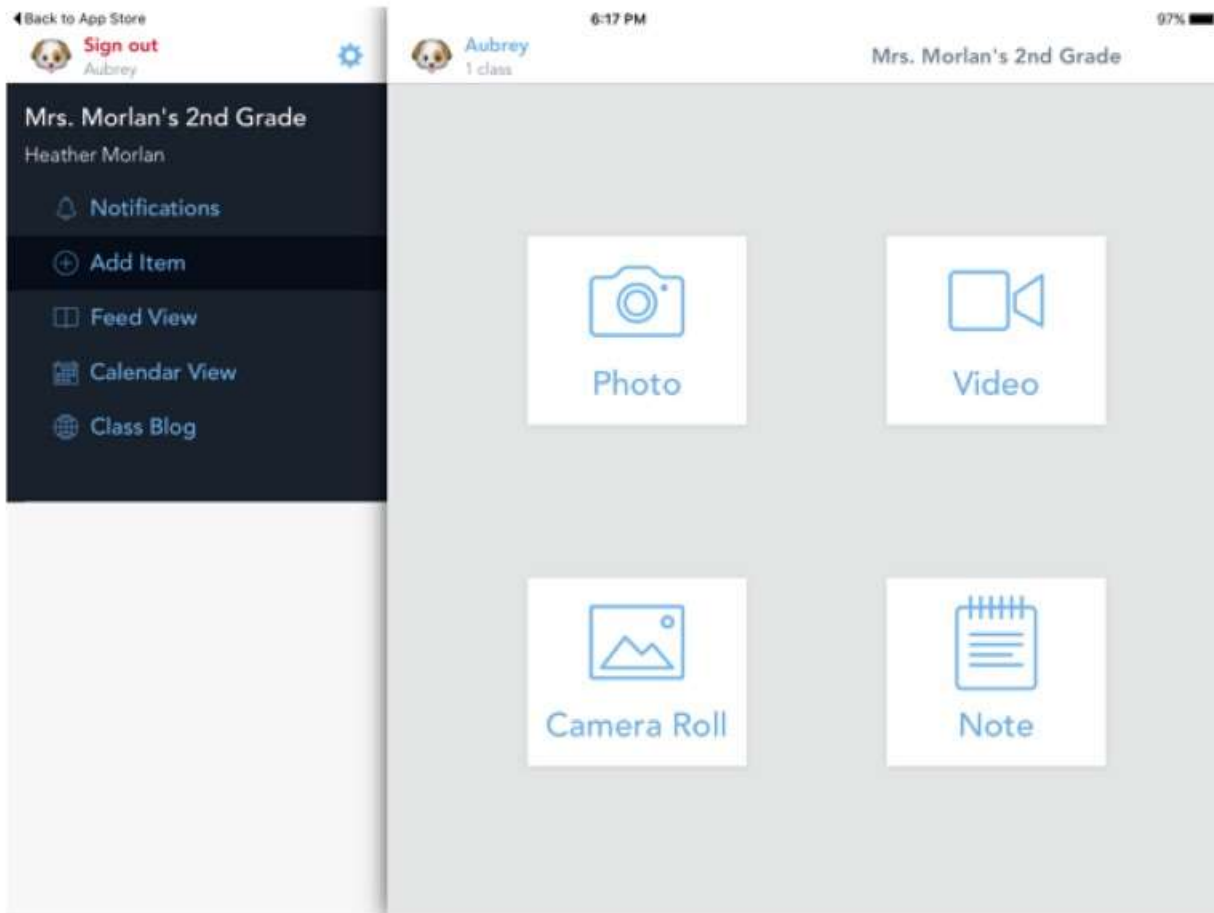 Back to App Store
6:17 PM
97%
Sign out
Aubrey
Aubrey
1 class
Mrs. Morlan's 2nd Grade
Mrs. Morlan's 2nd Grade
Heather Morlan
Notifications
Add Item
Feed View
Calendar View
Class Blog
Photo
Video
Camera Roll
Note